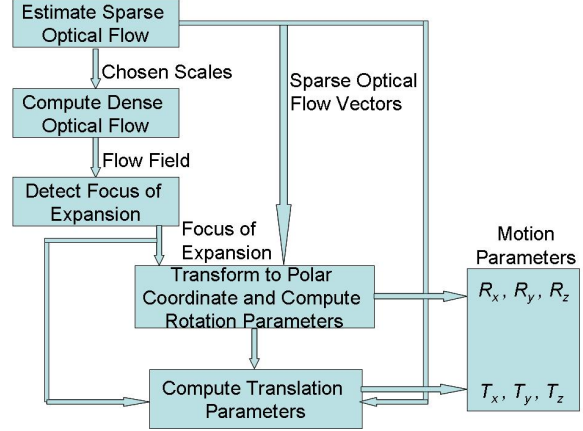 Estimate Sparse
Optical Flow
Chosen Scales
Sparse Optical
Flow Vectors
Compute Dense
Optical Flow
Flow Field
Detect Focus of
Expansion
Focus of
Expansion
Motion
Parameters
Transform to Polar
Coordinate and Compute
Rotation Parameters
Rx, Ry, Rz
Compute Translation
Parameters
Tx, Ty, Tz